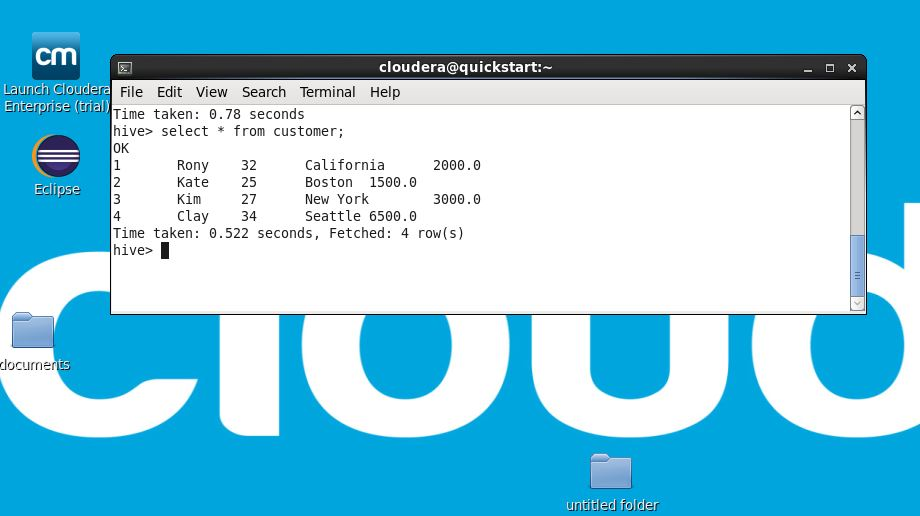 cm
Launch Cloudera
Enterprise (trial)
Eclipse
documents
cloudera@quickstart:~
File Edit View Search Terminal Help
Time taken: 0.78 seconds
hive> select * from customer;
OK
1 Rony 32 California 2000.0
2 Kate 25 Boston 1500.0
3 Kim 27 New York 3000.0
4 Clay 34 Seattle 6500.0
Time taken: 0.522 seconds, Fetched: 4 row(s)
hive>
cloud
untitled folder